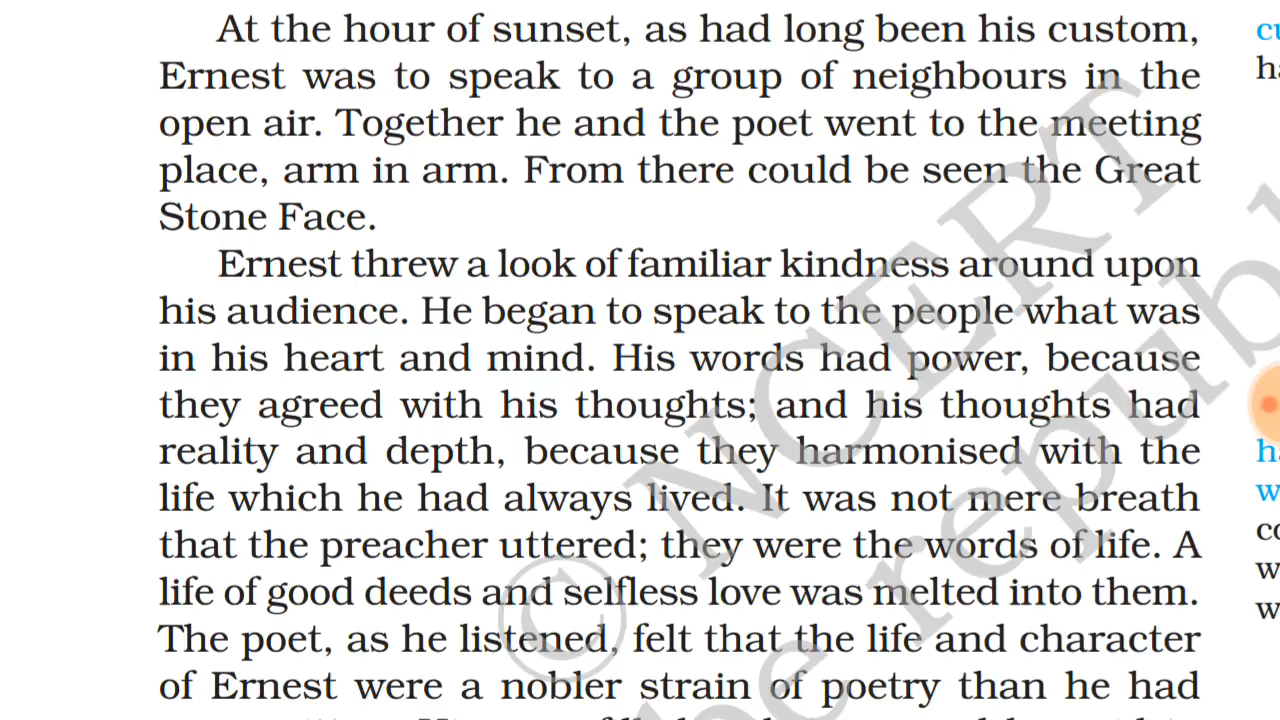 At the hour of sunset, as had long been his custom,
Ernest was to speak to a group of neighbours in the
open air. Together he and the poet went to the meeting
place, arm in arm. From there could be seen the Great
Stone Face.
Ernest threw a look of familiar kindness around upon
his audience. He began to speak to the people what was
in his heart and mind. His words had power, because
they agreed with his thoughts; and his thoughts had
reality and depth, because they harmonised with the
life which he had always lived. It was not mere breath
that the preacher uttered; they were the words of life. A
life of good deeds and selfless love was melted into them.
The poet, as he listened, felt that the life and character
of Ernest were a nobler strain of poetry than he had
© NCERT
be repub